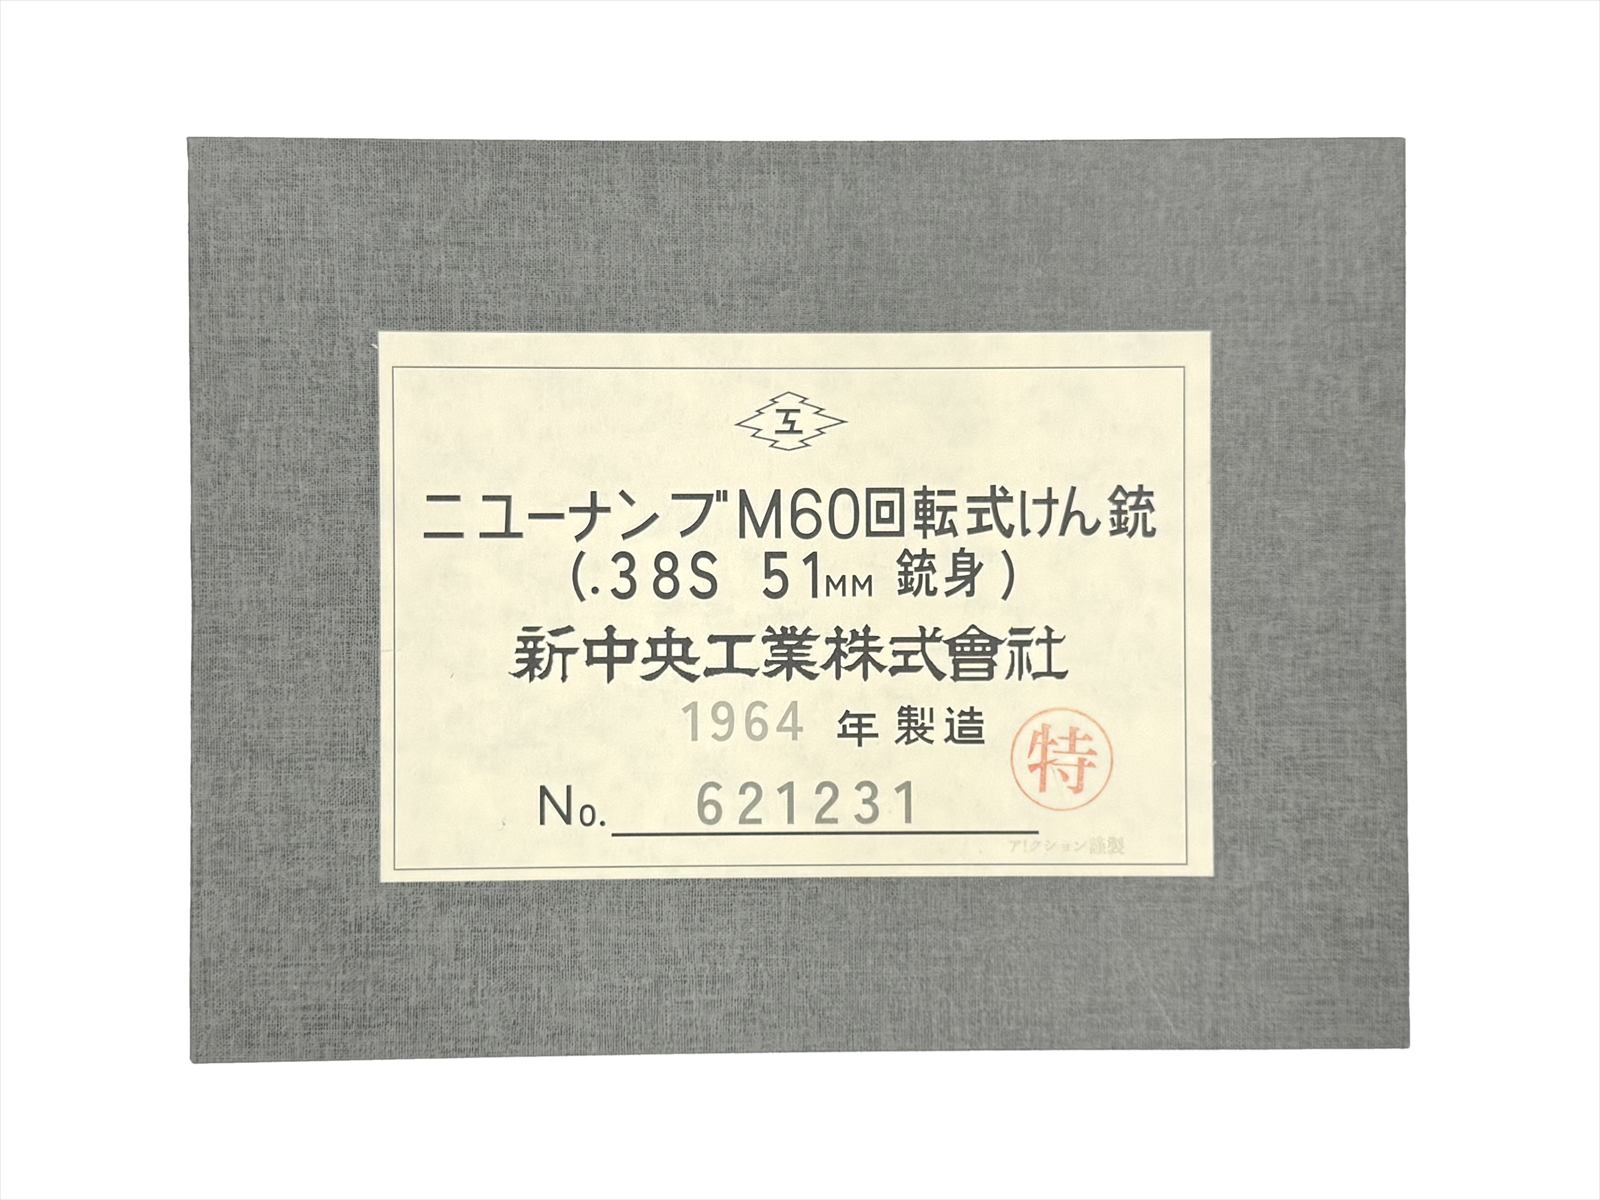 工
ニューナンブM60回転式けん銃
(.38S 51MM 銃身)
新中央工業株式會社
1964 年製造
特
No. 621231
ア!クション謹製